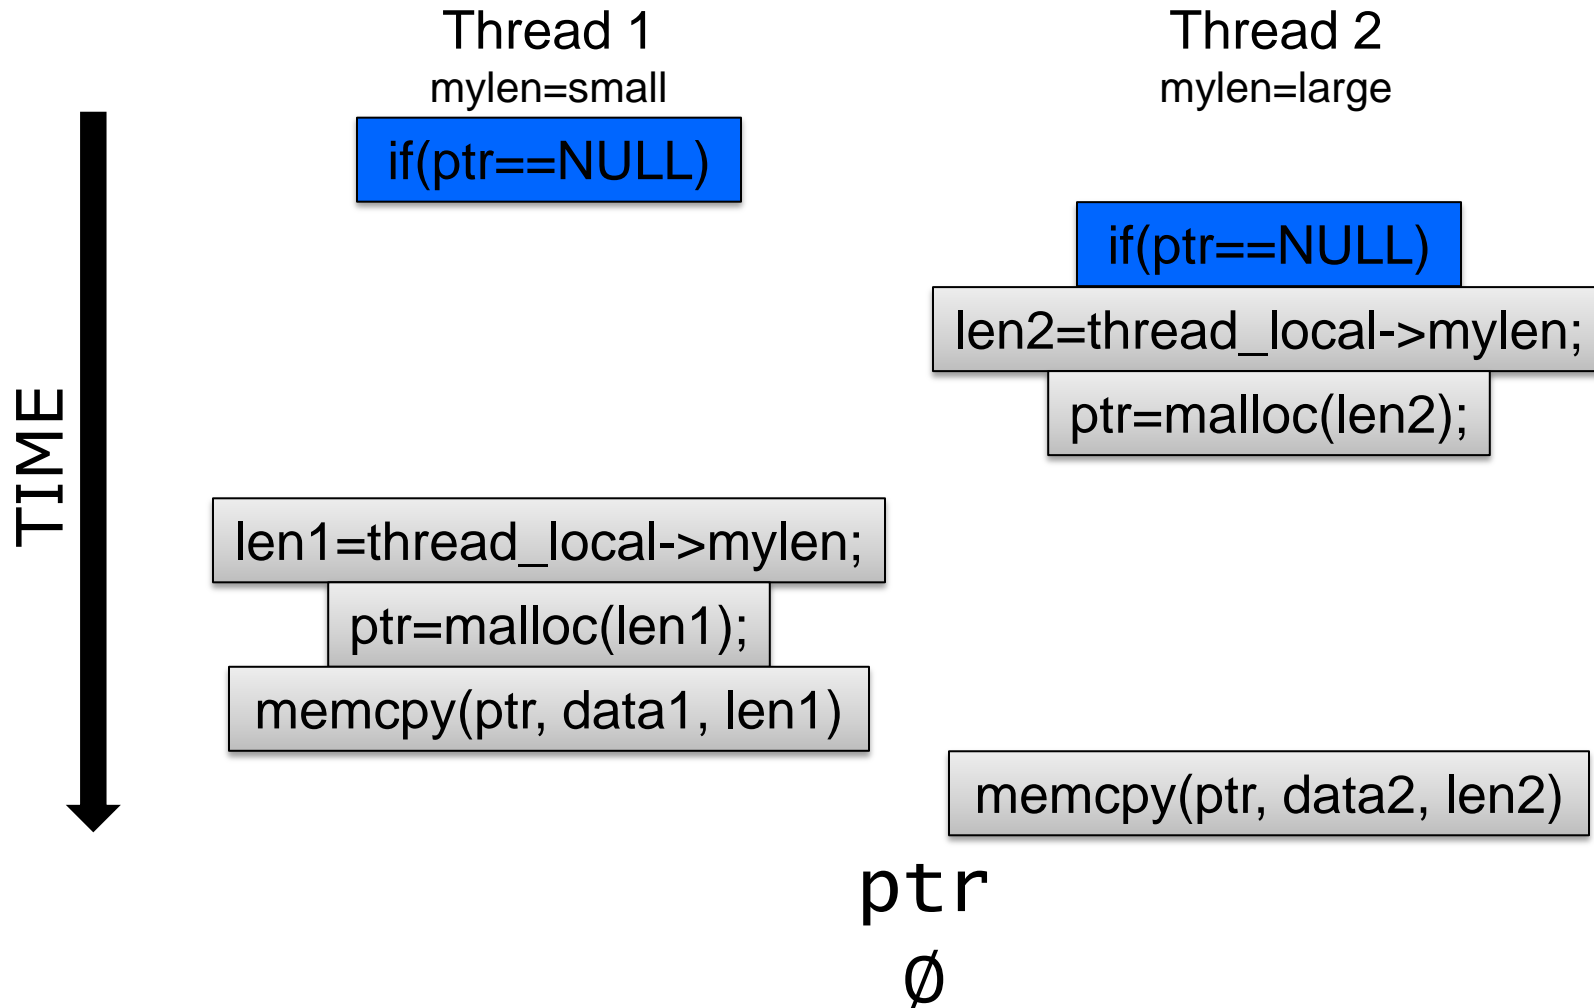 Thread 1
mylen=small
Thread 2
mylen=large
TIME
if(ptr==NULL)
if(ptr==NULL)
len2=thread_local->mylen;
ptr=malloc(len2);
len1=thread_local->mylen;
ptr=malloc(len1);
memcpy(ptr, data1, len1)
memcpy(ptr, data2, len2)
ptr
∅